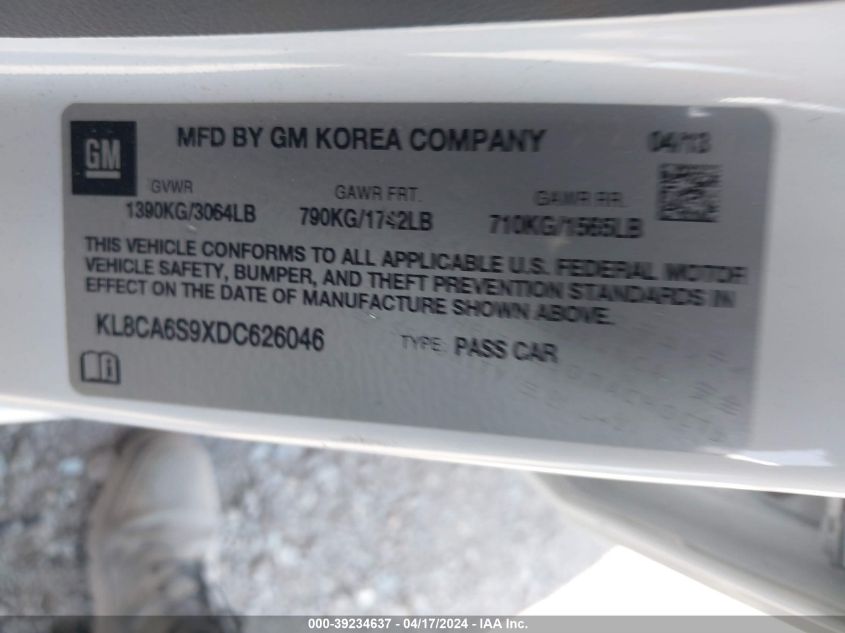 GM
MFD BY GM KOREA COMPANY
04/13
GVWR
GAWR FRT.
GAWR RR.
1390KG/3064LB
790KG/1742LB
710KG/1565LB
THIS VEHICLE CONFORMS TO ALL APPLICABLE U.S. FEDERAL MOTOR
VEHICLE SAFETY, BUMPER, AND THEFT PREVENTION STANDARDS IN
EFFECT ON THE DATE OF MANUFACTURE SHOWN ABOVE.
KL8CA6S9XDC626046
TYPE: PASS CAR
000-39234637 - 04/17/2024 - IAA Inc.